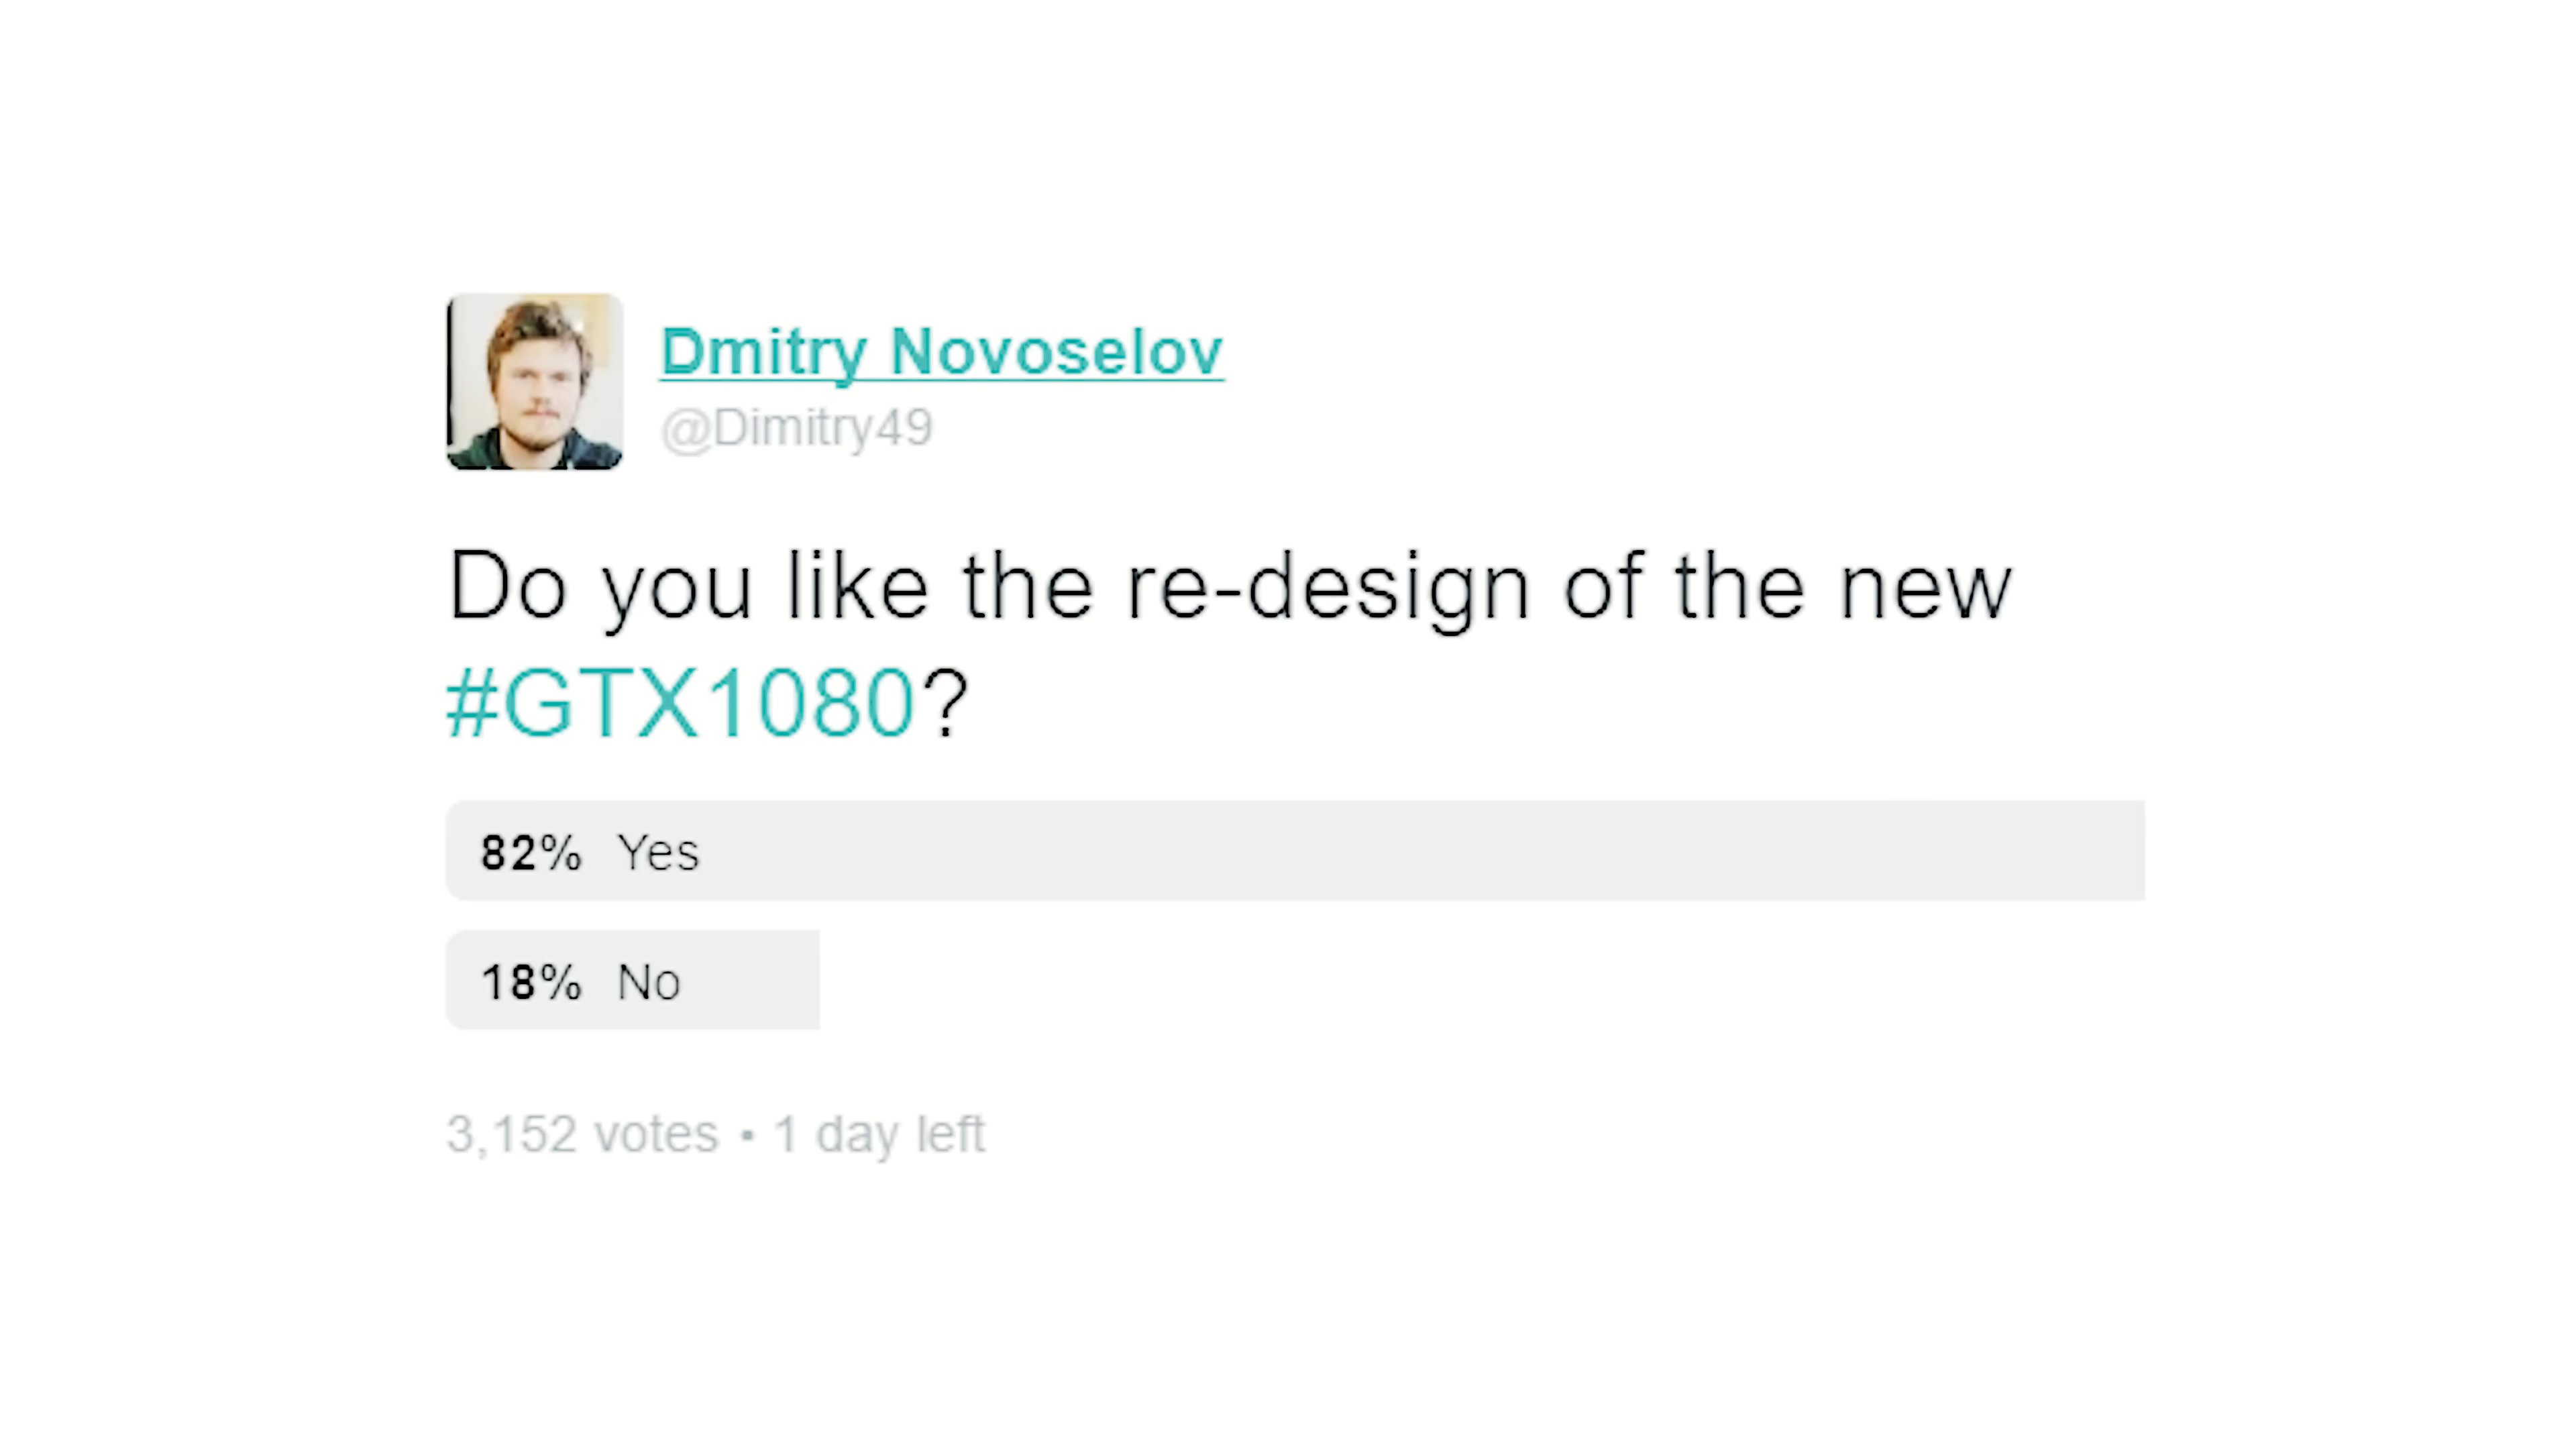 Dmitry Novoselov
@Dimitry49
Do you like the re-design of the new
#GTX1080?
82% Yes
18% No
3,152 votes • 1 day left